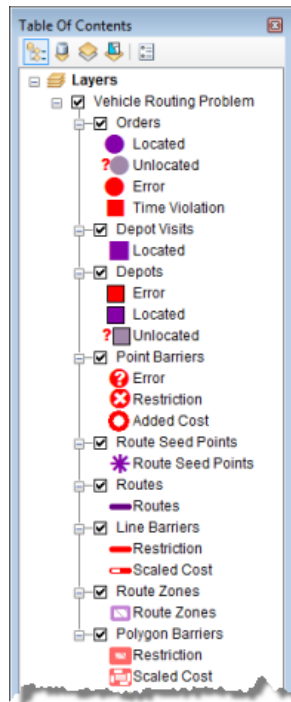 Table Of Contents
Layers
Vehicle Routing Problem
Orders
Located
? Unlocated
Error
Time Violation
Depot Visits
Located
Depots
Error
Located
? Unlocated
Point Barriers
? Error
Restriction
Added Cost
Route Seed Points
Route Seed Points
Routes
Routes
Line Barriers
Restriction
Scaled Cost
Route Zones
Route Zones
Polygon Barriers
Restriction
Scaled Cost